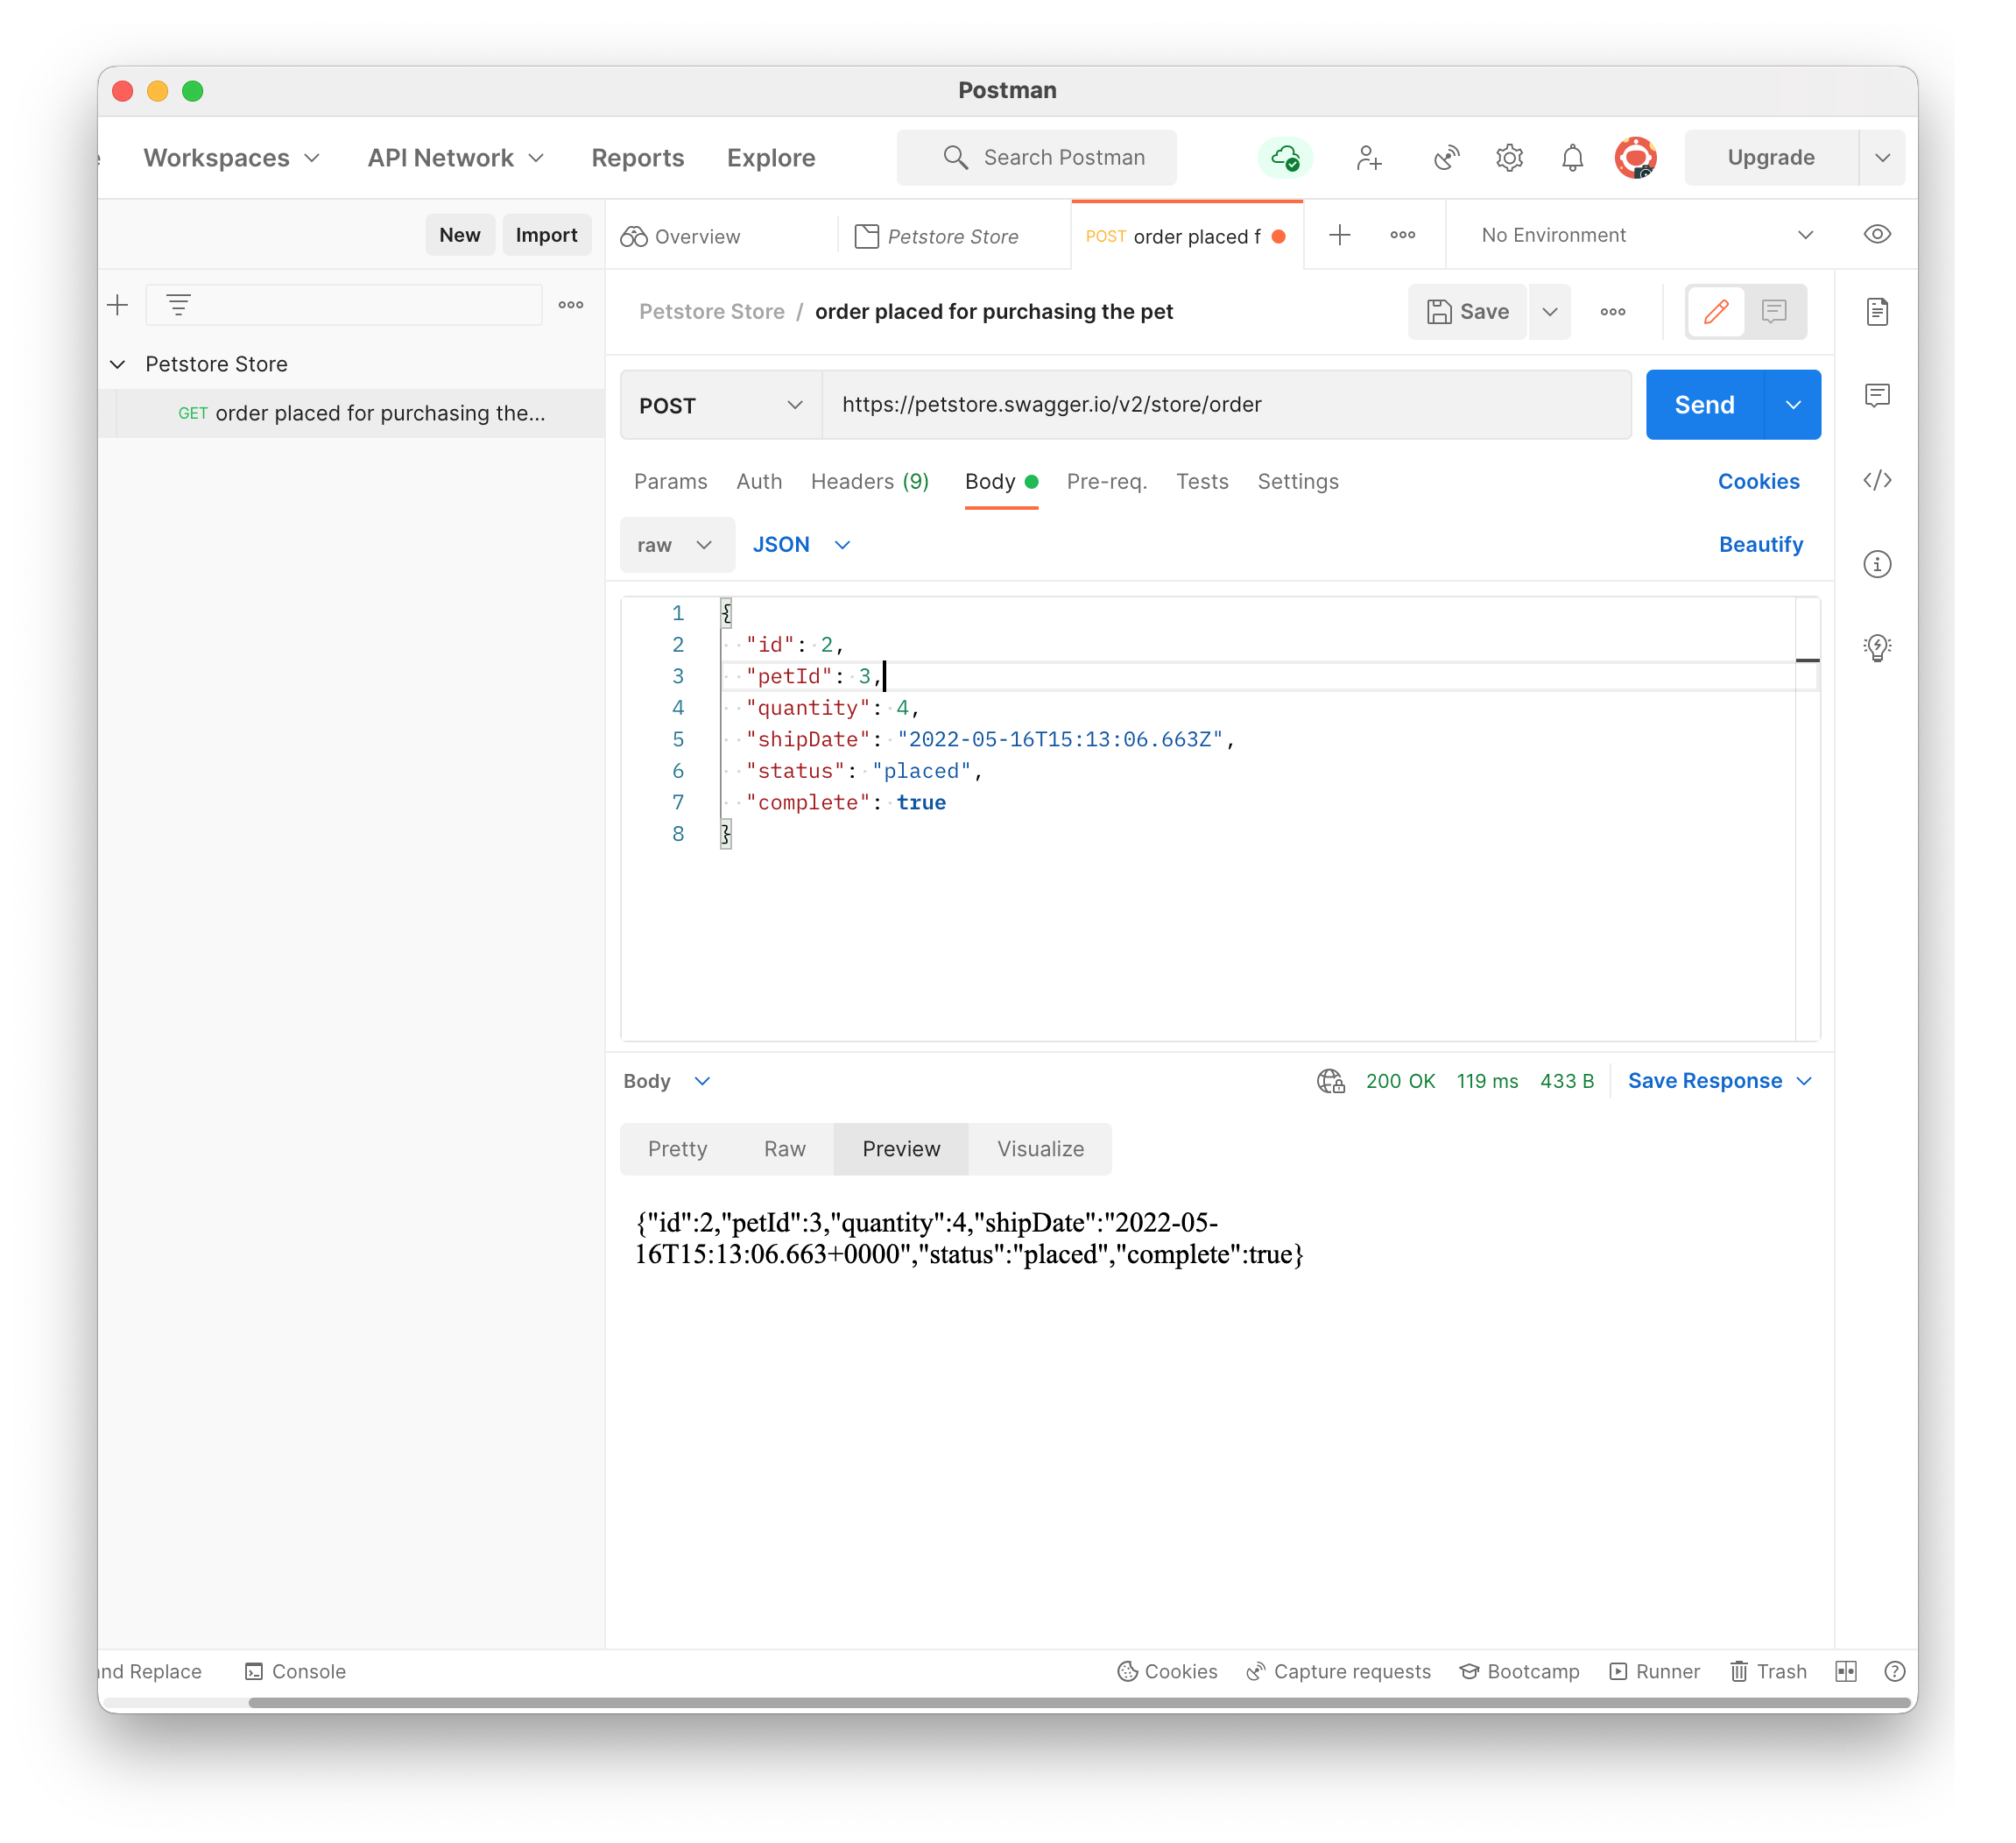 Postman
Workspaces API Network Reports Explore Search Postman Upgrade
New Import Overview Petstore Store POST order placed f No Environment
Petstore Store / order placed for purchasing the pet Save
Petstore Store
GET order placed for purchasing the...
POST https://petstore.swagger.io/v2/store/order Send
Params Auth Headers (9) Body Pre-req. Tests Settings Cookies
raw JSON Beautify
1 {
2 "id": 2,
3 "petId": 3,
4 "quantity": 4,
5 "shipDate": "2022-05-16T15:13:06.663Z",
6 "status": "placed",
7 "complete": true
8 }
Body 200 OK 119 ms 433 B Save Response
Pretty Raw Preview Visualize
{"id":2,"petId":3,"quantity":4,"shipDate":"2022-05-
16T15:13:06.663+0000","status":"placed","complete":true}
nd Replace Console Cookies Capture requests Bootcamp Runner Trash